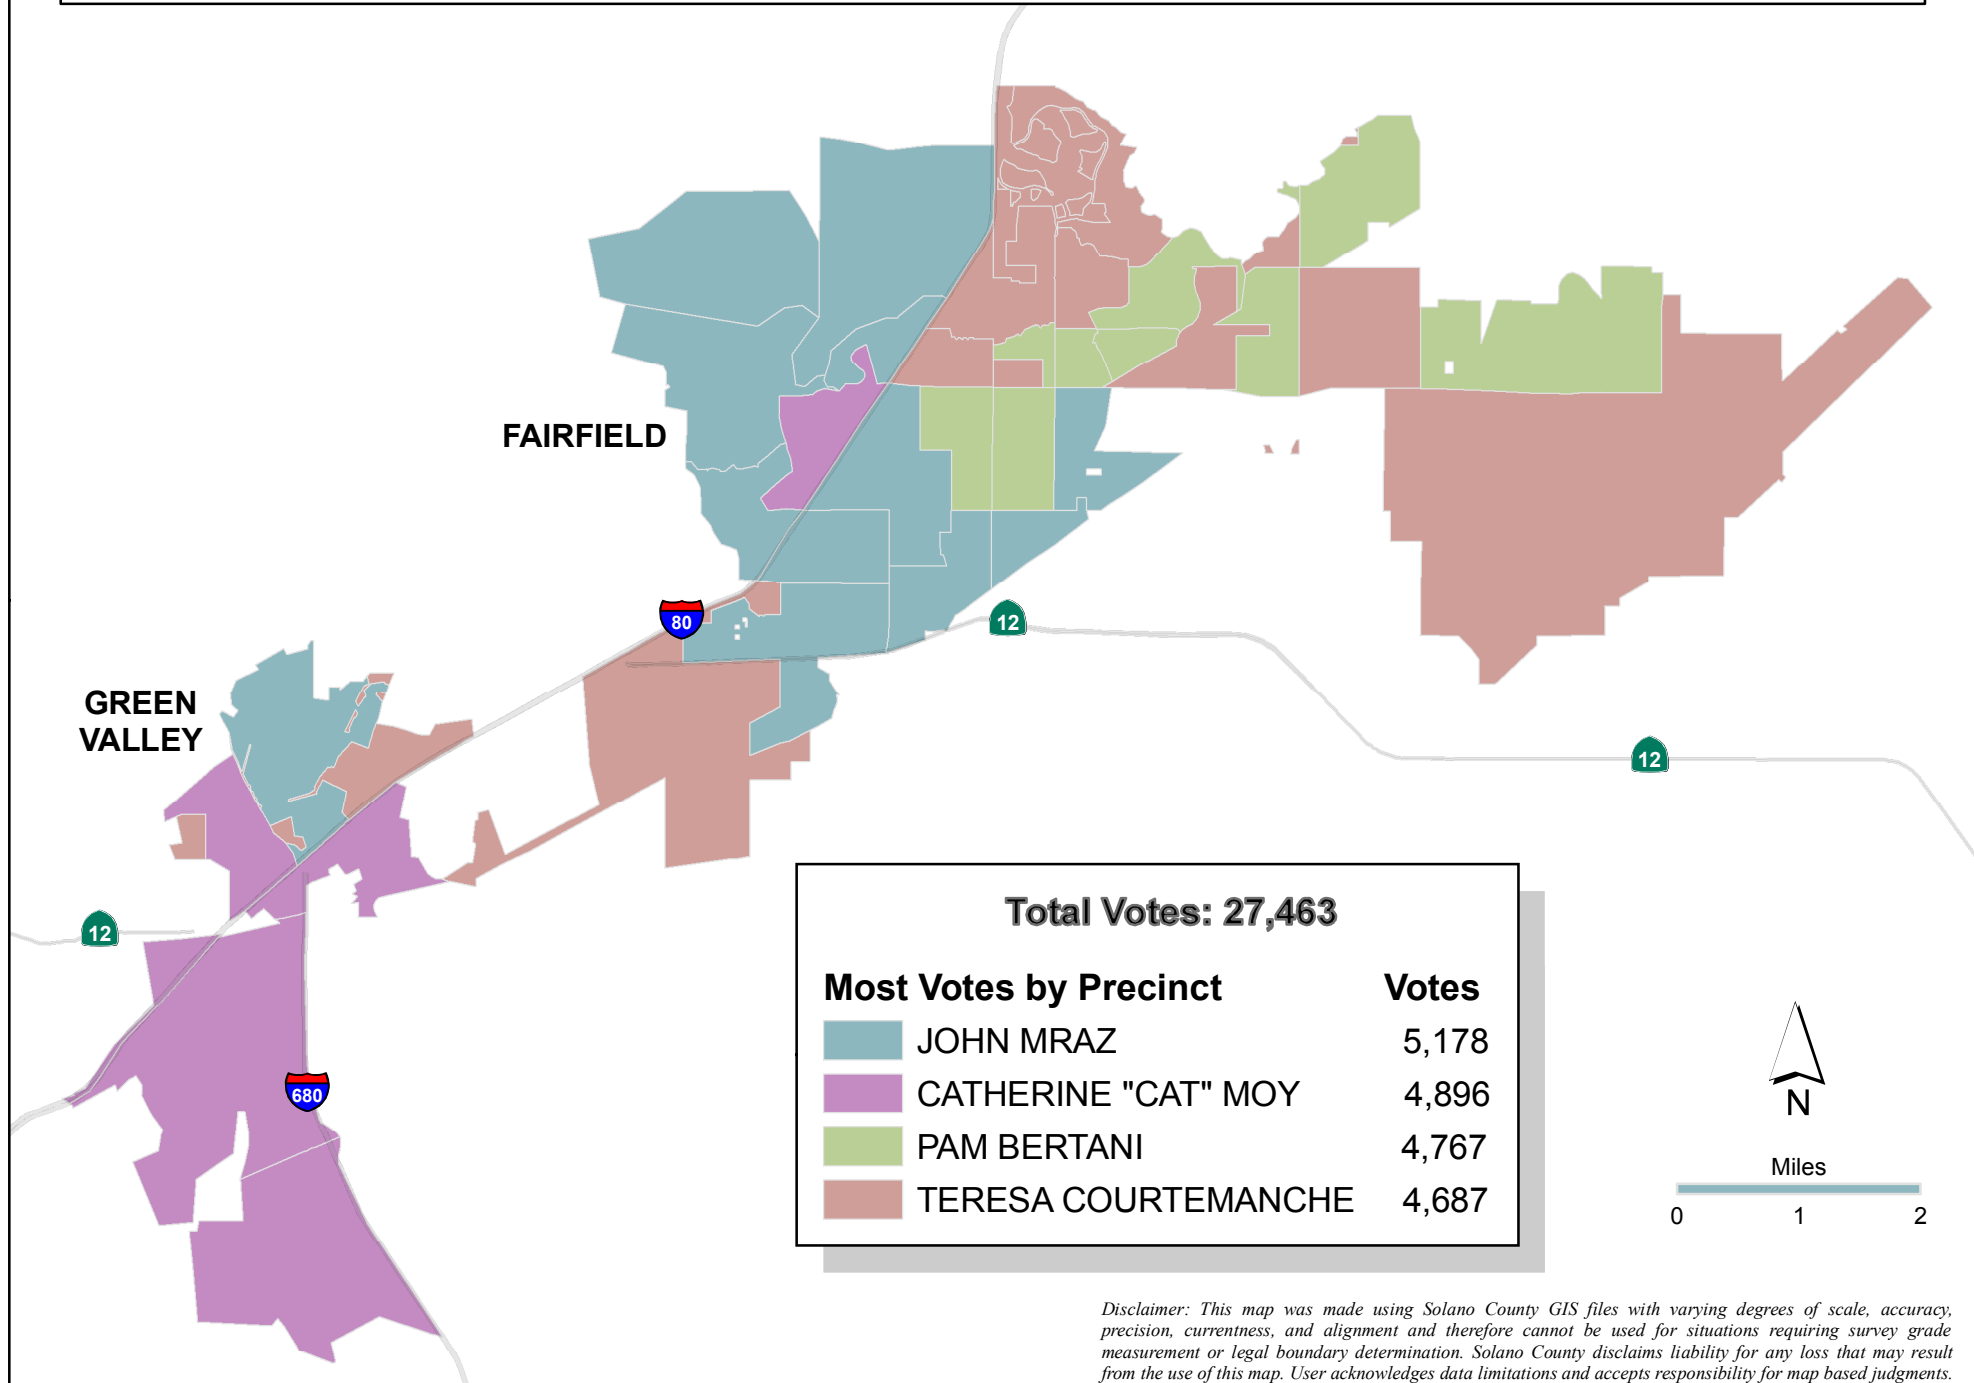 FAIRFIELD
80
12
GREEN
VALLEY
12
12
680
Total Votes: 27,463
Most Votes by Precinct Votes
JOHN MRAZ 5,178
CATHERINE "CAT" MOY 4,896
PAM BERTANI 4,767
TERESA COURTEMANCHE 4,687
N
Miles
0 1 2
Disclaimer: This map was made using Solano County GIS files with varying degrees of scale, accuracy,
precision, currentness, and alignment and therefore cannot be used for situations requiring survey grade
measurement or legal boundary determination. Solano County disclaims liability for any loss that may result
from the use of this map. User acknowledges data limitations and accepts responsibility for map based judgments.